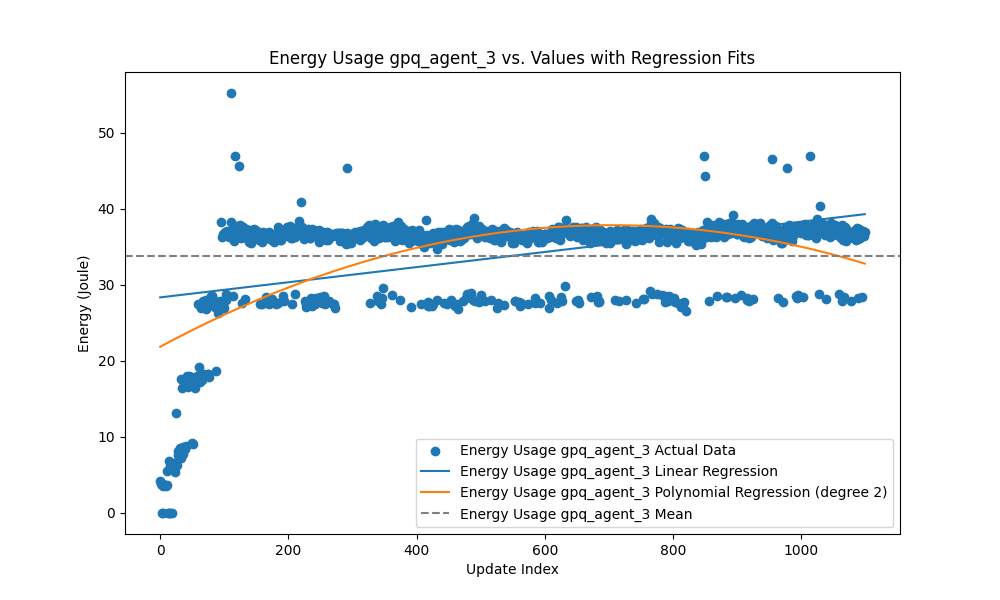 Energy Usage gpq_agent_3 vs. Values with Regression Fits
Energy (Joule)
50
40
30
20
10
0
0 200 400 600 800 1000
Update Index
Energy Usage gpq_agent_3 Actual Data
Energy Usage gpq_agent_3 Linear Regression
Energy Usage gpq_agent_3 Polynomial Regression (degree 2)
Energy Usage gpq_agent_3 Mean